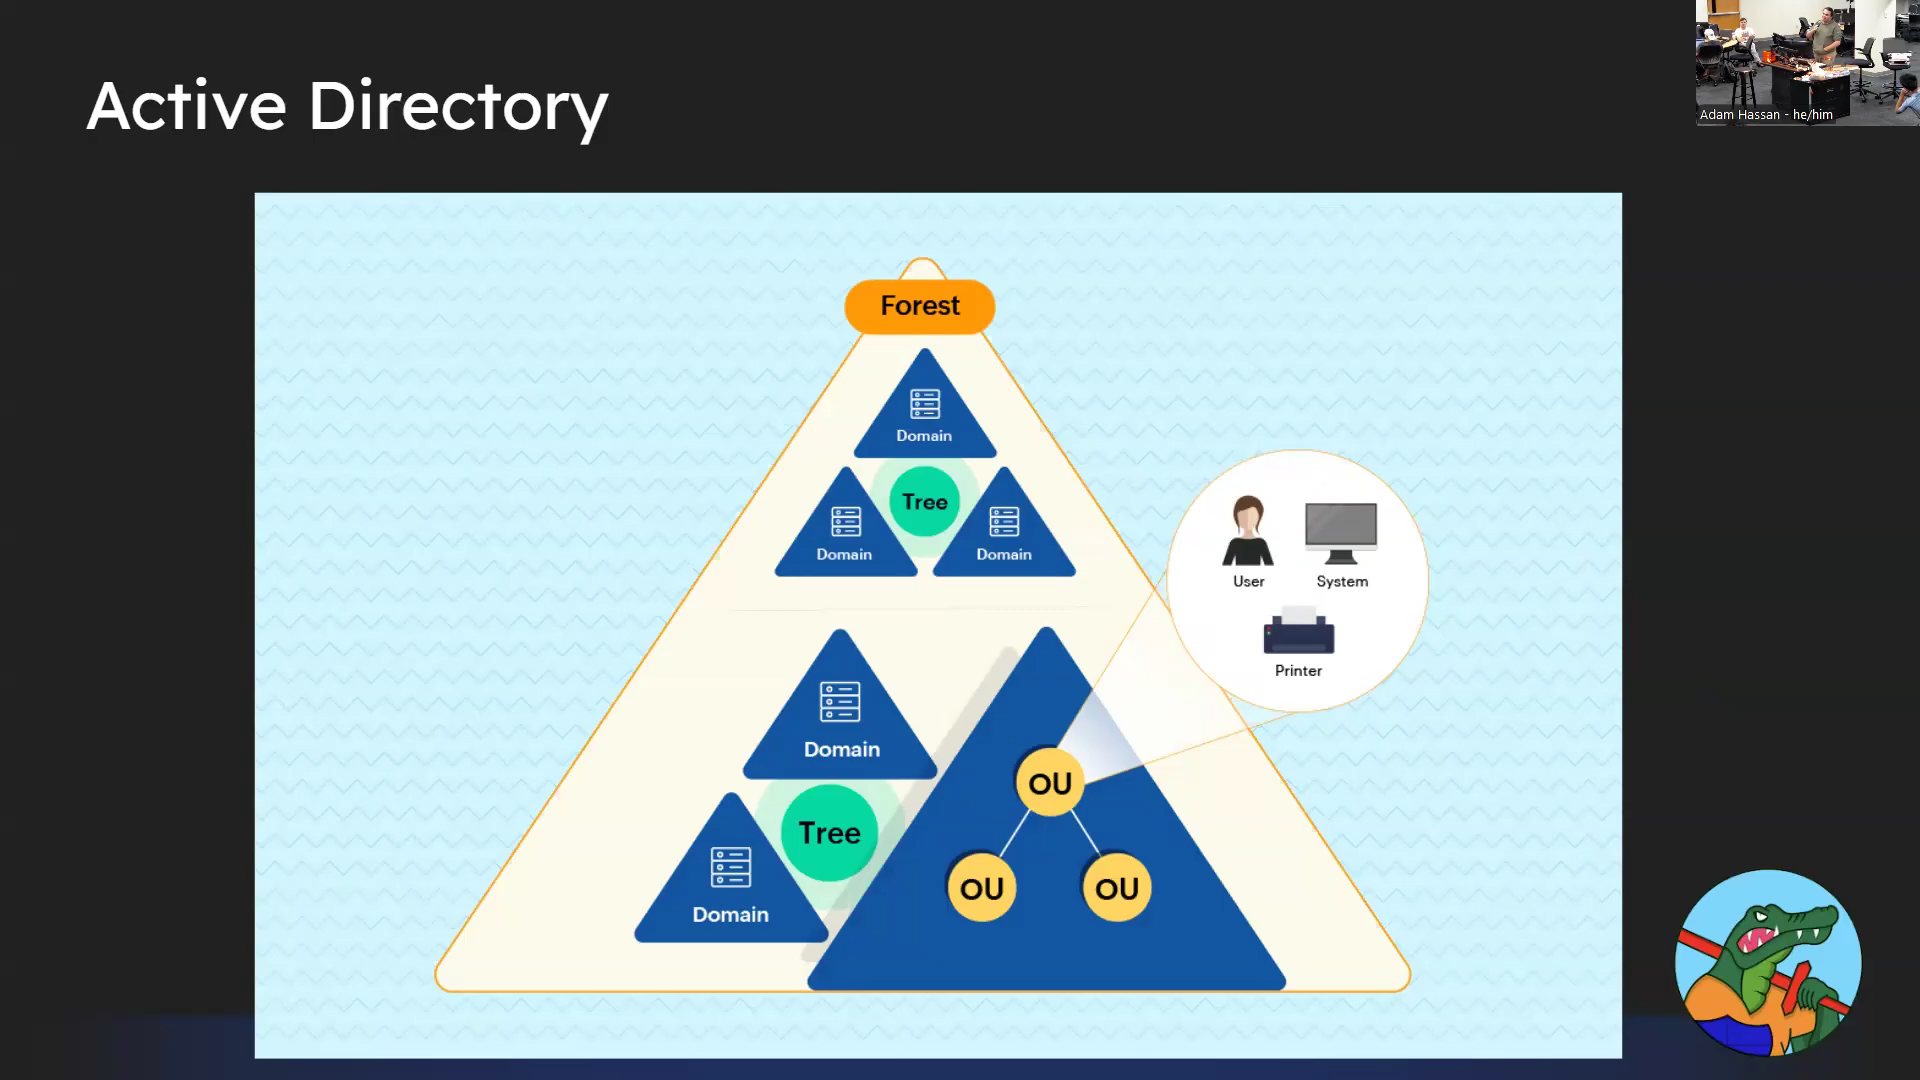 Active Directory
Adam Hassan - he/him
Forest
Domain
Tree
Domain
Domain
User
System
Printer
Domain
Tree
Domain
OU
OU
OU